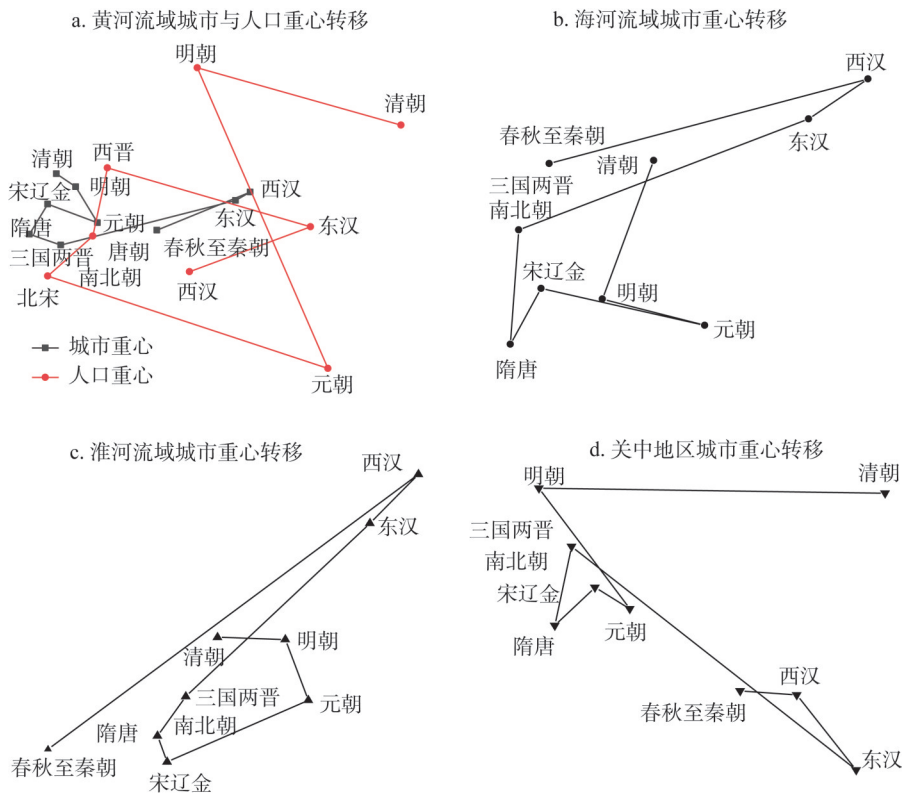 a. 黄河流域城市与人口重心转移
明朝
清朝
清朝
西晋
宋辽金
明朝
西汉
隋唐
元朝
东汉
东汉
三国两晋
南北朝
唐朝
春秋至秦朝
北宋
西汉
城市重心
人口重心
元朝
b. 海河流域城市重心转移
西汉
春秋至秦朝
东汉
清朝
三国两晋
南北朝
宋辽金
明朝
元朝
隋唐
c. 淮河流域城市重心转移
西汉
东汉
清朝
明朝
三国两晋
南北朝
元朝
隋唐
春秋至秦朝
宋辽金
d. 关中地区城市重心转移
明朝
清朝
三国两晋
南北朝
宋辽金
隋唐
元朝
西汉
春秋至秦朝
东汉